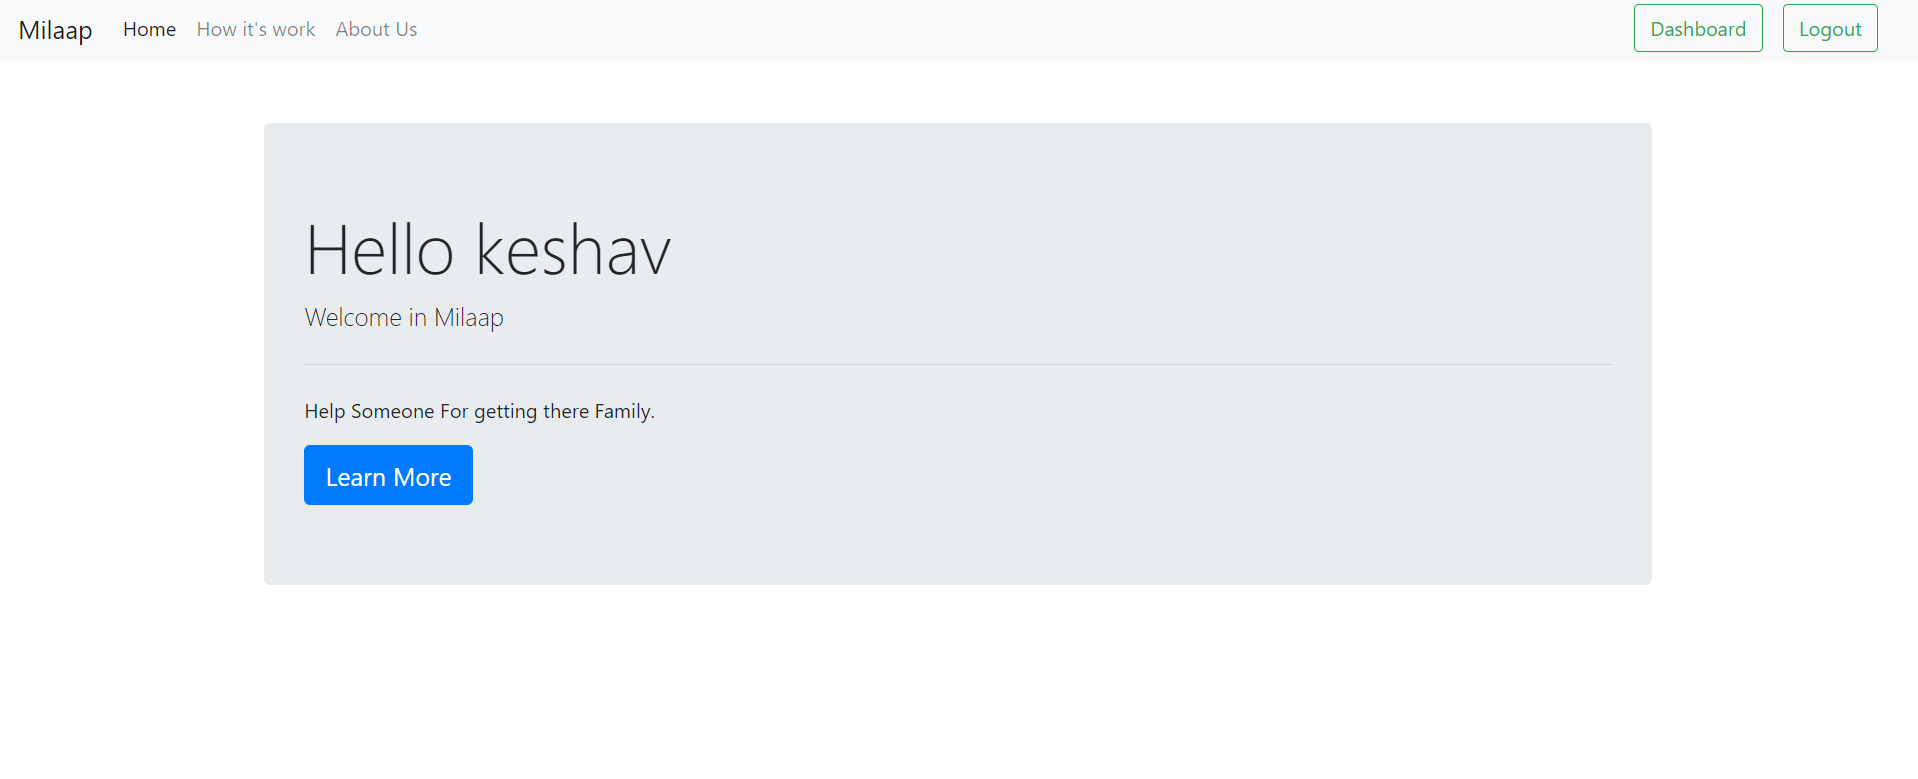 Milaap Home How it's work About Us Dashboard Logout
Hello keshav
Welcome in Milaap
Help Someone For getting there Family.
Learn More